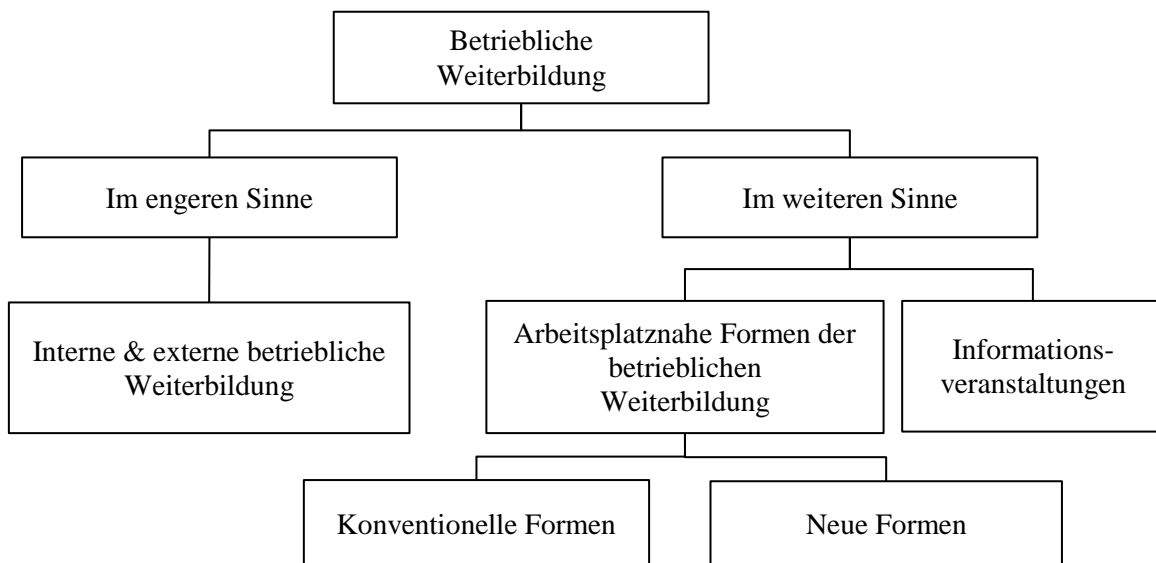 Betriebliche
Weiterbildung
Im engeren Sinne
Im weiteren Sinne
Interne & externe betriebliche
Weiterbildung
Arbeitsplatznahe Formen der
betrieblichen
Weiterbildung
Informations-
veranstaltungen
Konventionelle Formen
Neue Formen